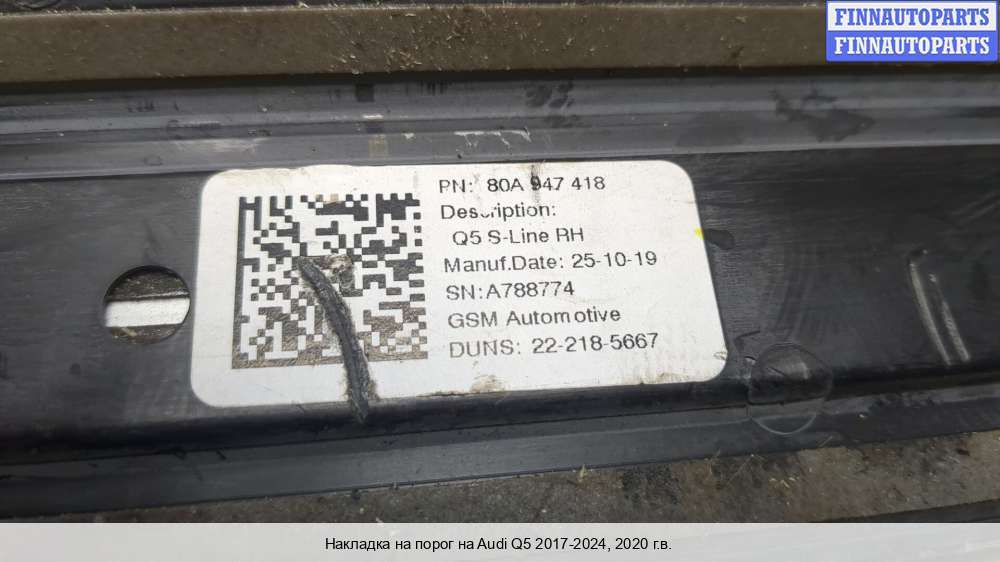 FINNAUTOPARTS
FINNAUTOPARTS
PN: 80A 947 418
Description:
Q5 S-Line RH
Manuf.Date: 25-10-19
SN:A788774
GSM Automotive
DUNS: 22-218-5667
Накладка на порог на Audi Q5 2017-2024, 2020 г.в.